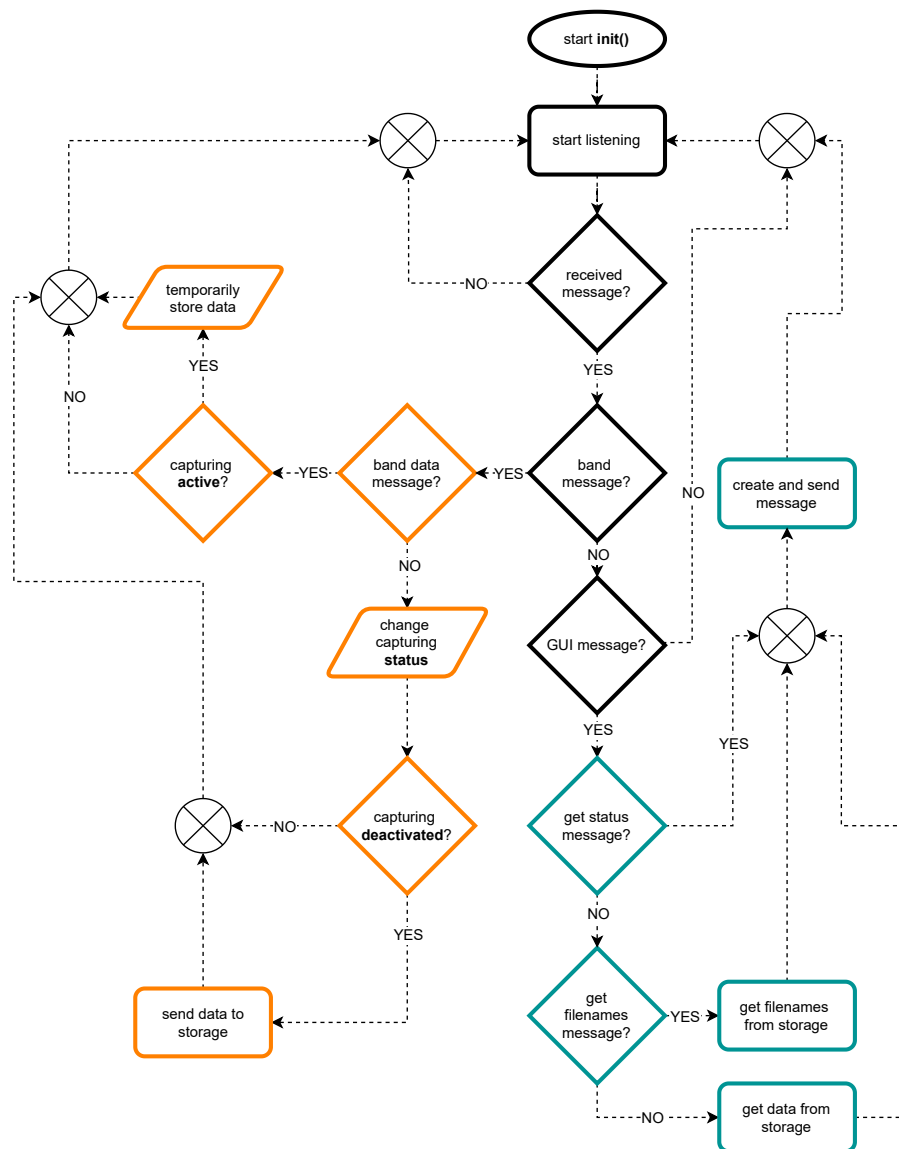 start init()
start listening
received
message?
NO
YES
temporarily
store data
YES
NO
capturing
active?
YES
band data
message?
YES
band
message?
NO
create and send
message
NO
NO
change
capturing
status
GUI message?
YES
YES
capturing
deactivated?
NO
get status
message?
YES
NO
send data to
storage
get
filenames
message?
YES
get filenames
from storage
NO
get data from
storage